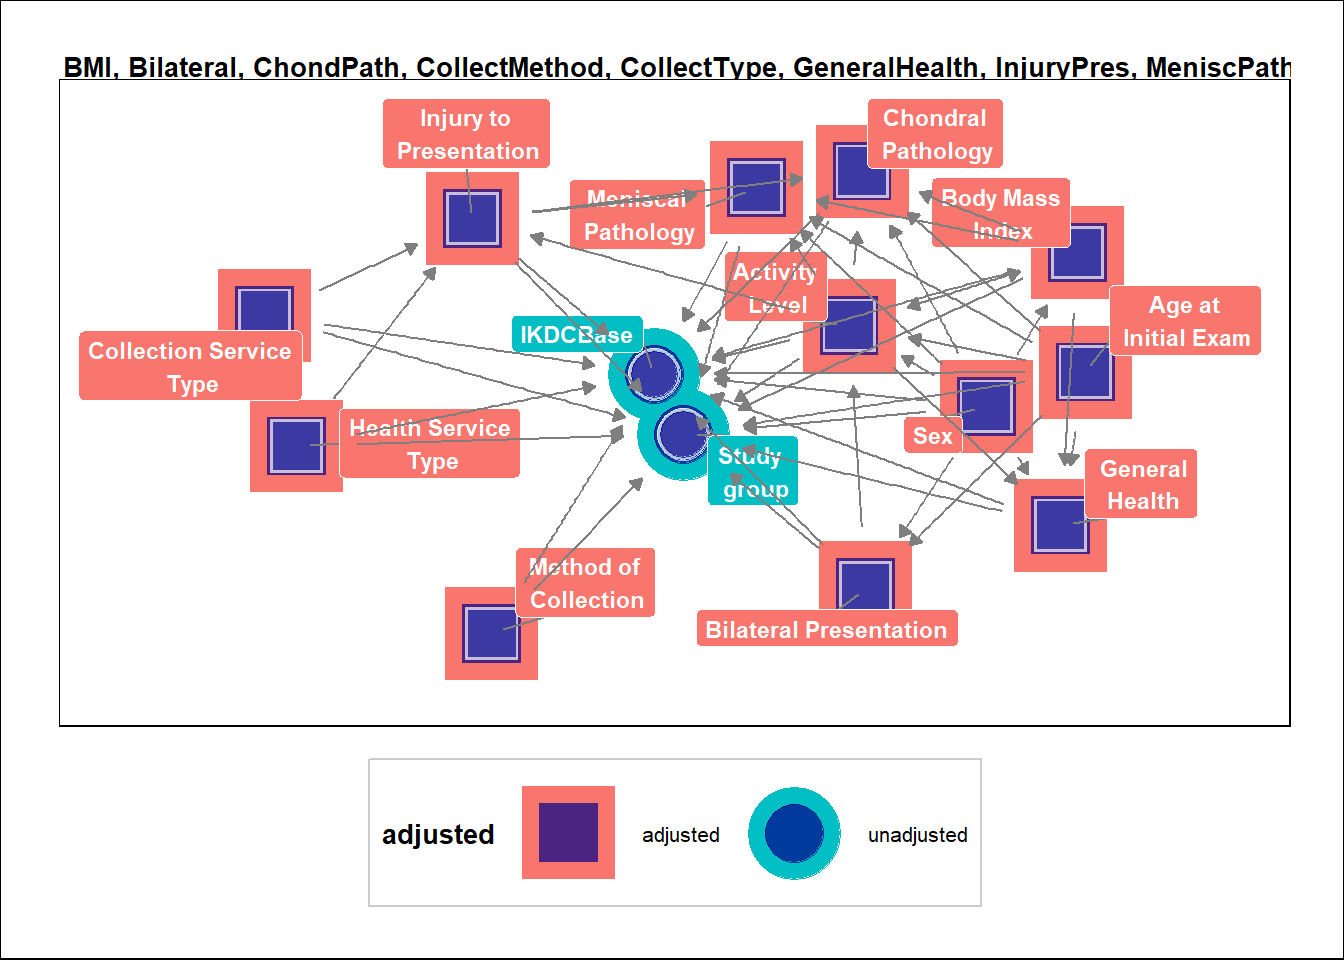 BMI, Bilateral, ChondPath, CollectMethod, CollectType, GeneralHealth, InjuryPres, MeniscPath
Injury to
Presentation
Chondral
Pathology
Meniscal
Pathology
Body Mass
Index
Activity
Level
Age at
Initial Exam
IKDCBase
Collection Service
Type
Health Service
Type
Sex
Study
group
General
Health
Method of
Collection
Bilateral Presentation
adjusted
adjusted
unadjusted